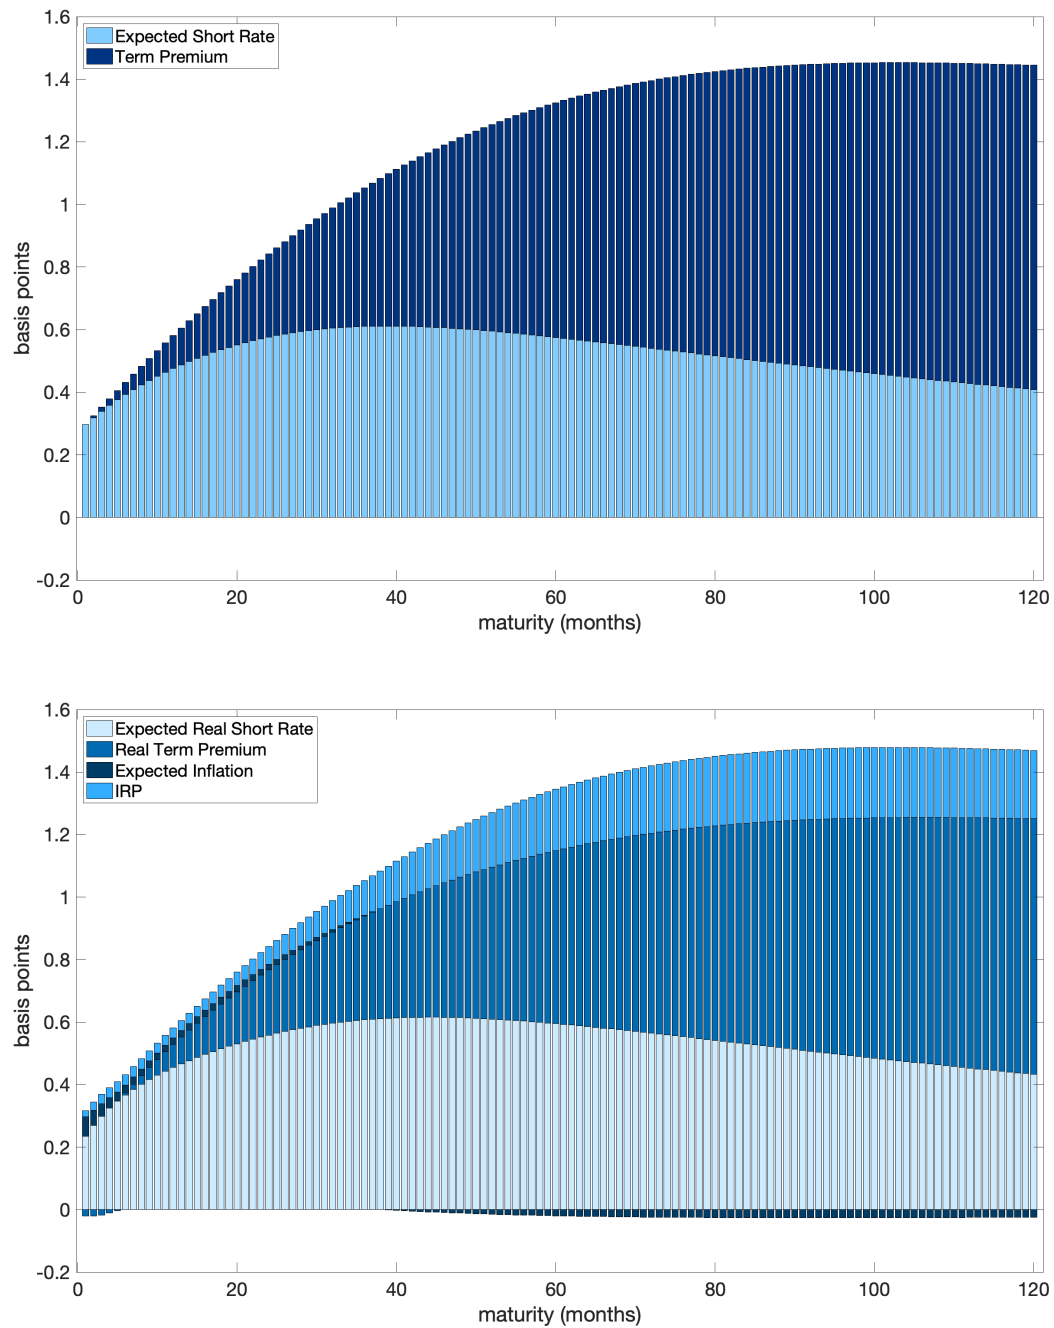 1.6
Expected Short Rate
Term Premium
1.4
1.2
1
0.8
0.6
0.4
0.2
0
-0.2
basis points
0 20 40 60 80 100 120
maturity (months)
1.6
Expected Real Short Rate
Real Term Premium
Expected Inflation
IRP
1.4
1.2
1
0.8
0.6
0.4
0.2
0
-0.2
basis points
0 20 40 60 80 100 120
maturity (months)